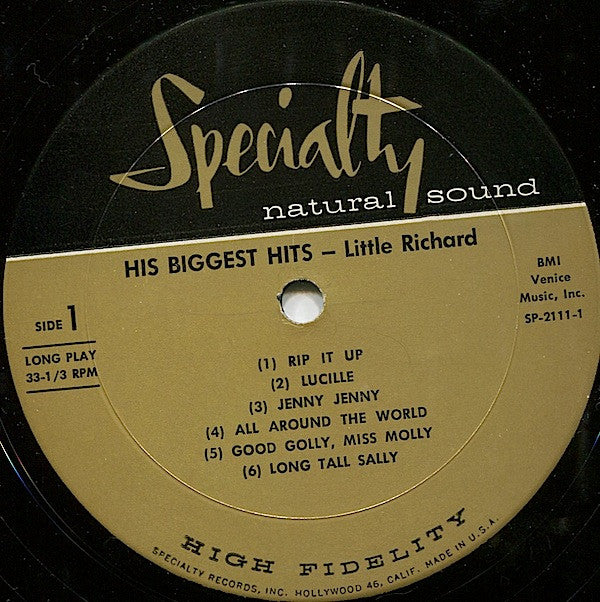 Specialty
natural sound
HIS BIGGEST HITS – Little Richard
BMI
Venice
Music, Inc.
SP-2111-1
SIDE 1
LONG PLAY
33-1/3 RPM
(1) RIP IT UP
(2) LUCILLE
(3) JENNY JENNY
(4) ALL AROUND THE WORLD
(5) GOOD GOLLY, MISS MOLLY
(6) LONG TALL SALLY
HIGH FIDELITY
SPECIALTY RECORDS, INC. HOLLYWOOD 46, CALIF. MADE IN U.S.A.